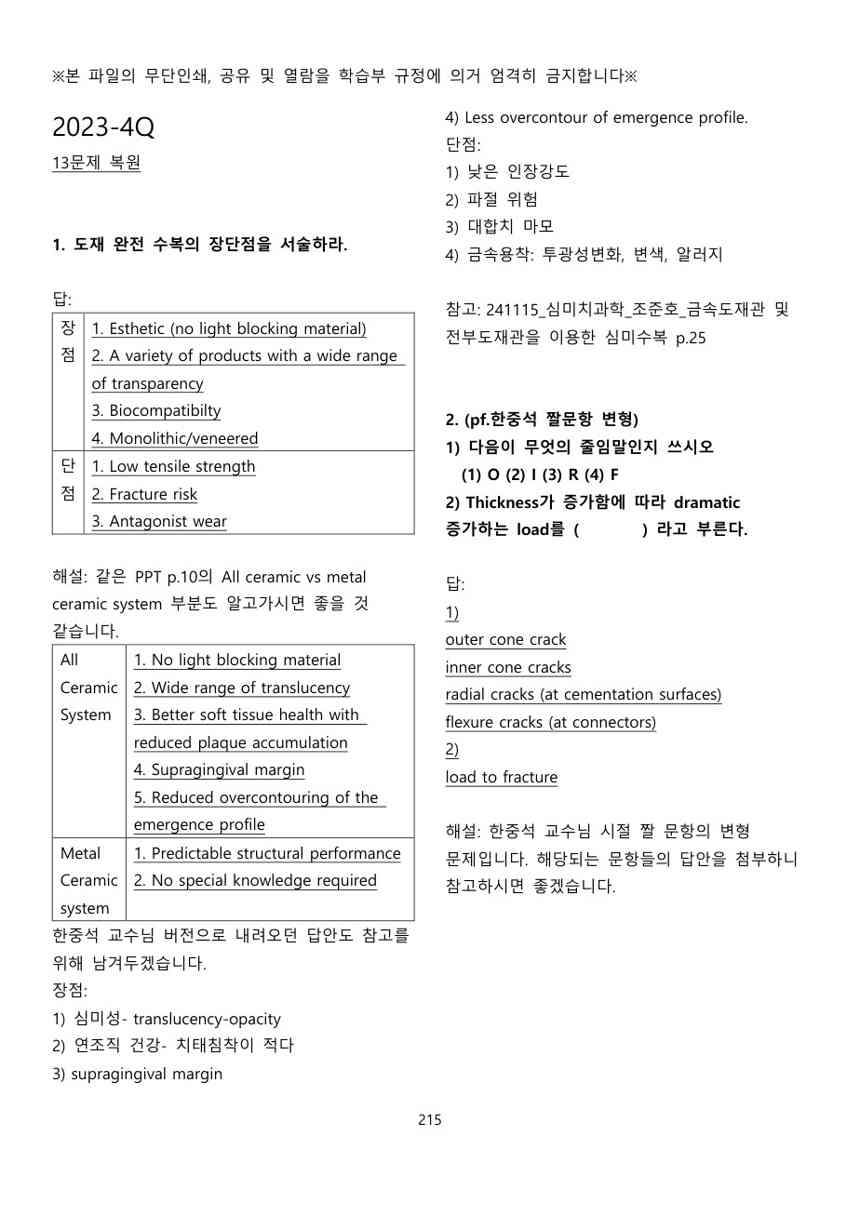 ※본 파일의 무단인쇄, 공유 및 열람을 학습부 규정에 의거 엄격히 금지합니다※
2023-4Q
13문제 복원
1. 도재 완전 수복의 장단점을 서술하라.
답:
장점
1. Esthetic (no light blocking material)
2. A variety of products with a wide range
of transparency
3. Biocompatibilty
4. Monolithic/veneered
단점
1. Low tensile strength
2. Fracture risk
3. Antagonist wear
해설: 같은 PPT p.10의 All ceramic vs metal
ceramic system 부분도 알고가시면 좋을 것
같습니다.
All
Ceramic
System
1. No light blocking material
2. Wide range of translucency
3. Better soft tissue health with
reduced plaque accumulation
4. Supragingival margin
5. Reduced overcontouring of the
emergence profile
Metal
Ceramic
system
1. Predictable structural performance
2. No special knowledge required
한중석 교수님 버전으로 내려오던 답안도 참고를
위해 남겨두겠습니다.
장점:
1) 심미성- translucency-opacity
2) 연조직 건강- 치태침착이 적다
3) supragingival margin
4) Less overcontour of emergence profile.
단점:
1) 낮은 인장강도
2) 파절 위험
3) 대합치 마모
4) 금속용착: 투광성변화, 변색, 알러지
참고: 241115_심미치과학_조준호_금속도재관 및
전부도재관을 이용한 심미수복 p.25
2. (pf.한중석 짤문항 변형)
1) 다음이 무엇의 줄임말인지 쓰시오
(1) O (2) I (3) R (4) F
2) Thickness가 증가함에 따라 dramatic
증가하는 load를 ( ) 라고 부른다.
답:
1)
outer cone crack
inner cone cracks
radial cracks (at cementation surfaces)
flexure cracks (at connectors)
2)
load to fracture
해설: 한중석 교수님 시절 짤 문항의 변형
문제입니다. 해당되는 문항들의 답안을 첨부하니
참고하시면 좋겠습니다.
215